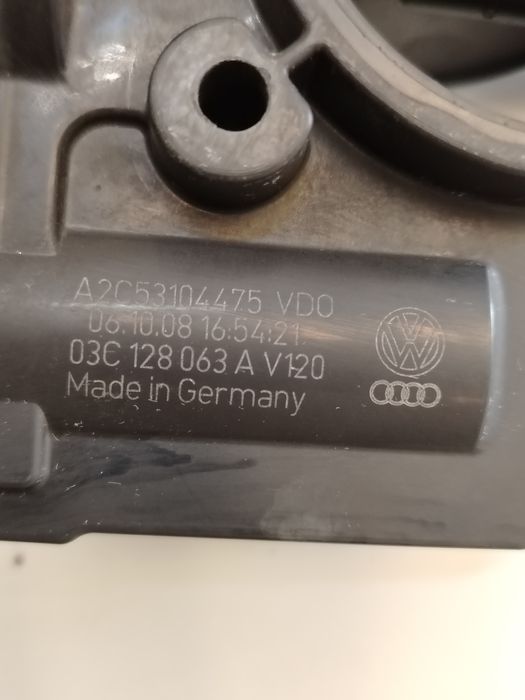 A2C53104475 VDO
06.10.08 16:54:21
03C 128 063 A V120
Made in Germany